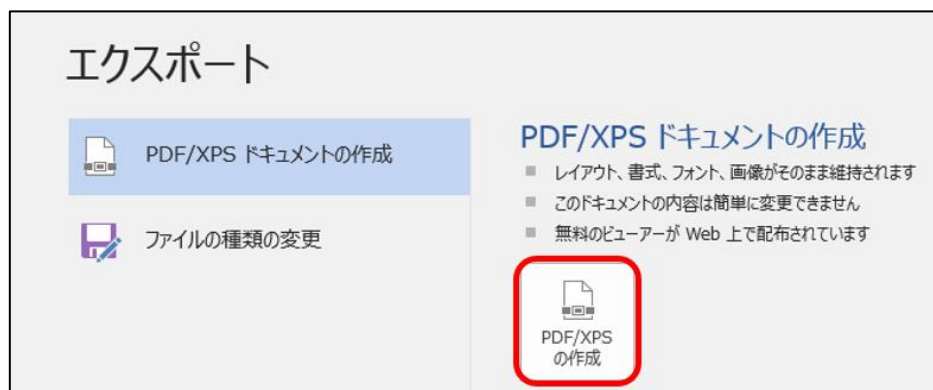 エクスポート
PDF/XPS ドキュメントの作成
ファイルの種類の変更
PDF/XPS ドキュメントの作成
レイアウト、書式、フォント、画像がそのまま維持されます
このドキュメントの内容は簡単に変更できません
無料のビューアーが Web 上で配布されています
PDF/XPS
の作成